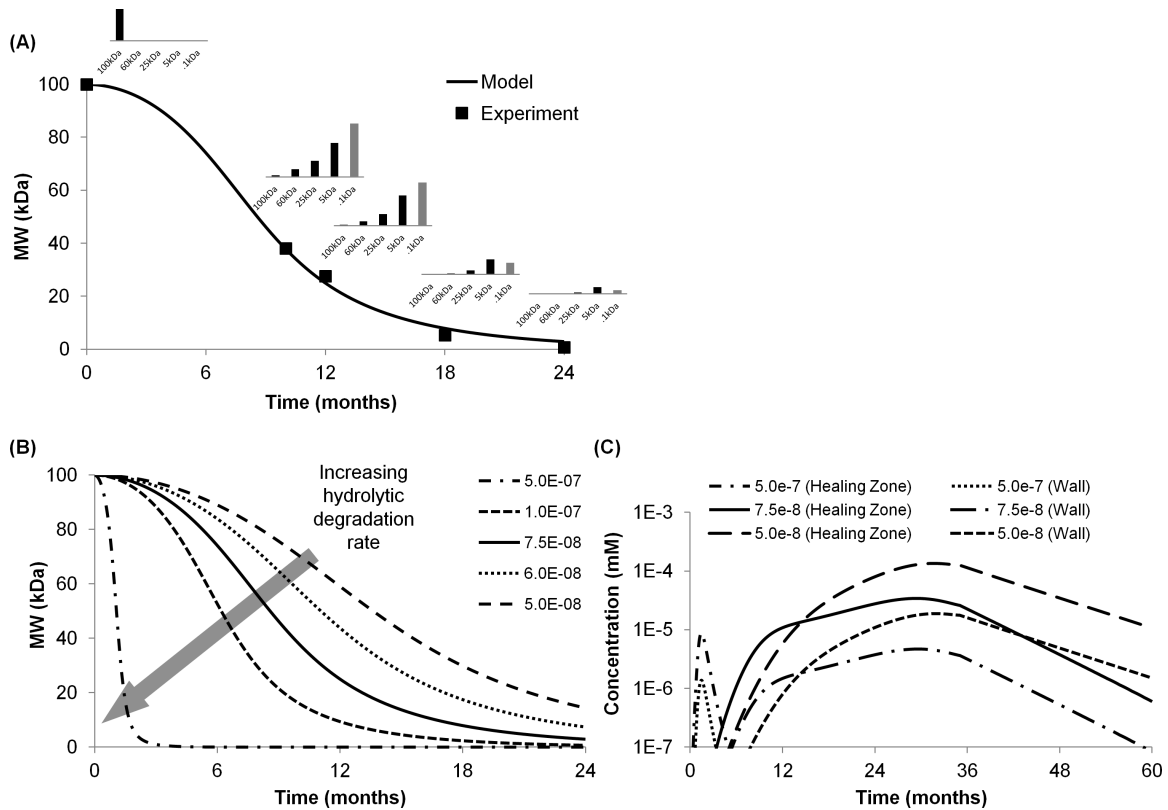 (A)
100kDa 60kDa 25kDa 5kDa .1kDa
MW (kDa)
100
80
60
40
20
0
Model
Experiment
100kDa 60kDa 25kDa 5kDa .1kDa
100kDa 60kDa 25kDa 5kDa .1kDa
100kDa 60kDa 25kDa 5kDa .1kDa
100kDa 60kDa 25kDa 5kDa .1kDa
0 6 12 18 24
Time (months)
(B)
MW (kDa)
100
80
60
40
20
0
Increasing
hydrolytic
degradation
rate
5.0E-07
1.0E-07
7.5E-08
6.0E-08
5.0E-08
0 6 12 18 24
Time (months)
(C)
5.0e-7 (Healing Zone) 5.0e-7 (Wall)
7.5e-8 (Healing Zone) 7.5e-8 (Wall)
5.0e-8 (Healing Zone) 5.0e-8 (Wall)
Concentration (mM)
1E-3
1E-4
1E-5
1E-6
1E-7
0 12 24 36 48 60
Time (months)